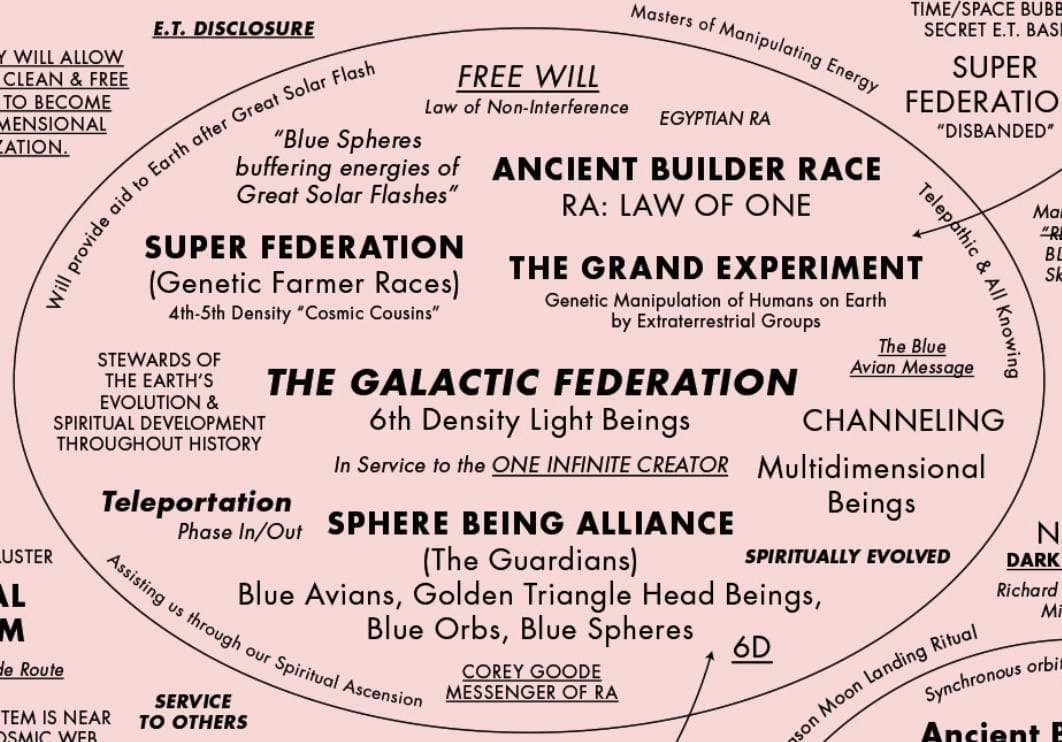 E.T. DISCLOSURE
Y WILL ALLOW
CLEAN & FREE
TO BECOME
MENSIONAL
ZATION.
Masters of Manipulating Energy
TIME/SPACE BUBB
SECRET E.T. BAS
SUPER
FEDERATIO
"DISBANDED"
Will provide aid to Earth after Great Solar Flash
FREE WILL
Law of Non-Interference
EGYPTIAN RA
"Blue Spheres
buffering energies of
Great Solar Flashes"
ANCIENT BUILDER RACE
RA: LAW OF ONE
Telepathic & All Knowing
Ma
"R
BL
Sk
SUPER FEDERATION
(Genetic Farmer Races)
4th-5th Density "Cosmic Cousins"
THE GRAND EXPERIMENT
Genetic Manipulation of Humans on Earth
by Extraterrestrial Groups
The Blue
Avian Message
STEWARDS OF
THE EARTH'S
EVOLUTION &
SPIRITUAL DEVELOPMENT
THROUGHOUT HISTORY
THE GALACTIC FEDERATION
6th Density Light Beings
CHANNELING
In Service to the ONE INFINITE CREATOR
Multidimensional
Beings
Teleportation
Phase In/Out
SPHERE BEING ALLIANCE
(The Guardians)
SPIRITUALLY EVOLVED
Blue Avians, Golden Triangle Head Beings,
Blue Orbs, Blue Spheres
6D
COREY GOODE
MESSENGER OF RA
Assisting us through our Spiritual Ascension
LUSTER
AL
M
de Route
SERVICE
TO OTHERS
TEM IS NEAR
OSMIC WEB
N
DARK
Richard
Mi
ason Moon Landing Ritual
Synchronous orbit
Ancient